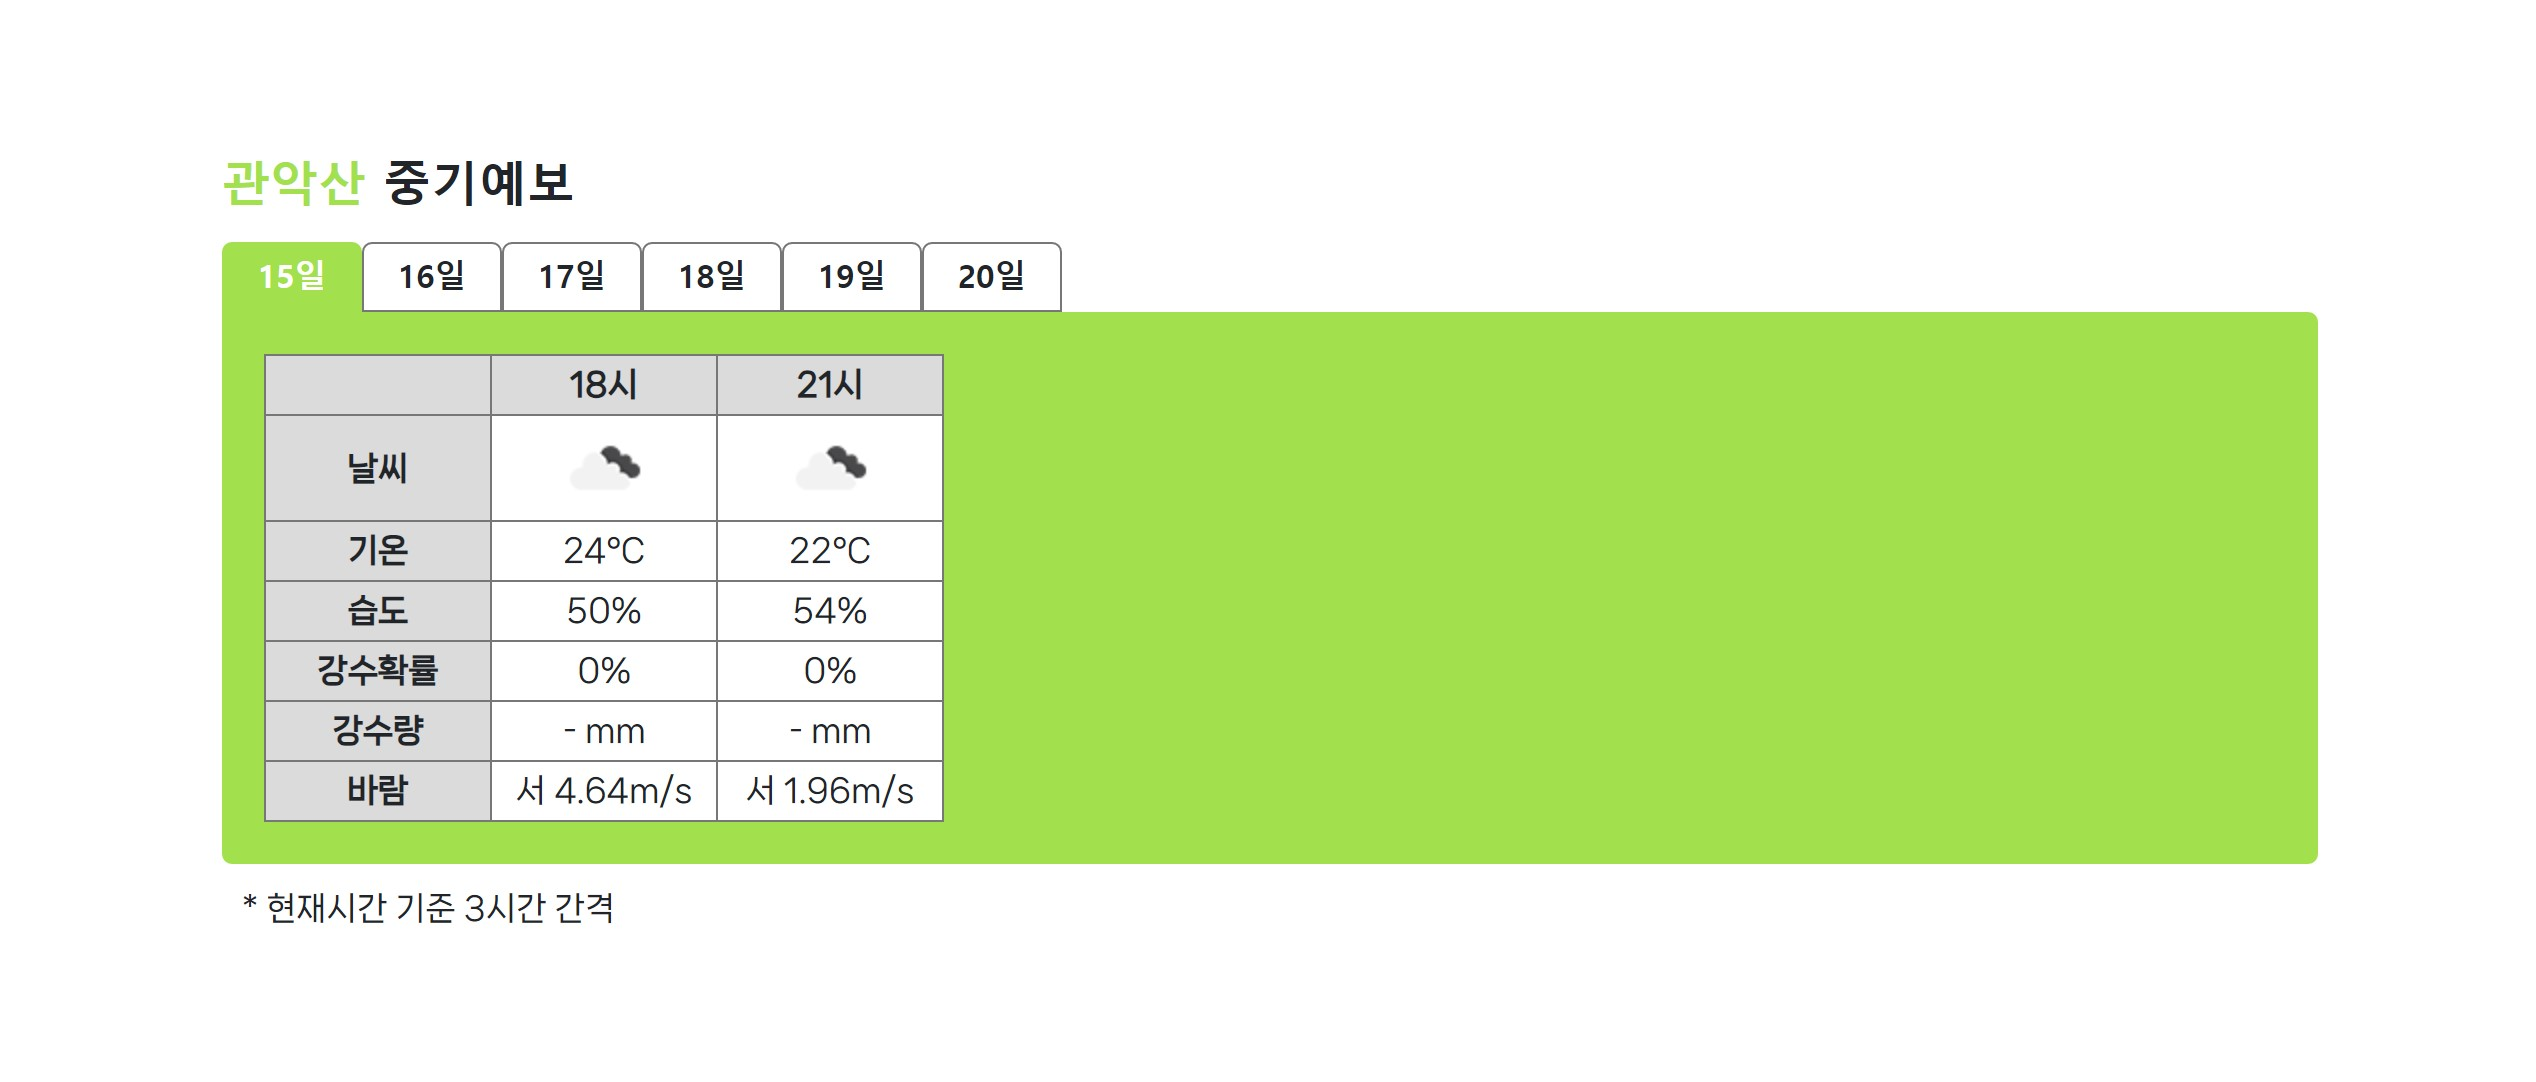 관악산 중기예보
15일 16일 17일 18일 19일 20일
18시 21시
날씨
기온 24°C 22°C
습도 50% 54%
강수확률 0% 0%
강수량 - mm - mm
바람 서 4.64m/s 서 1.96m/s
* 현재시간 기준 3시간 간격